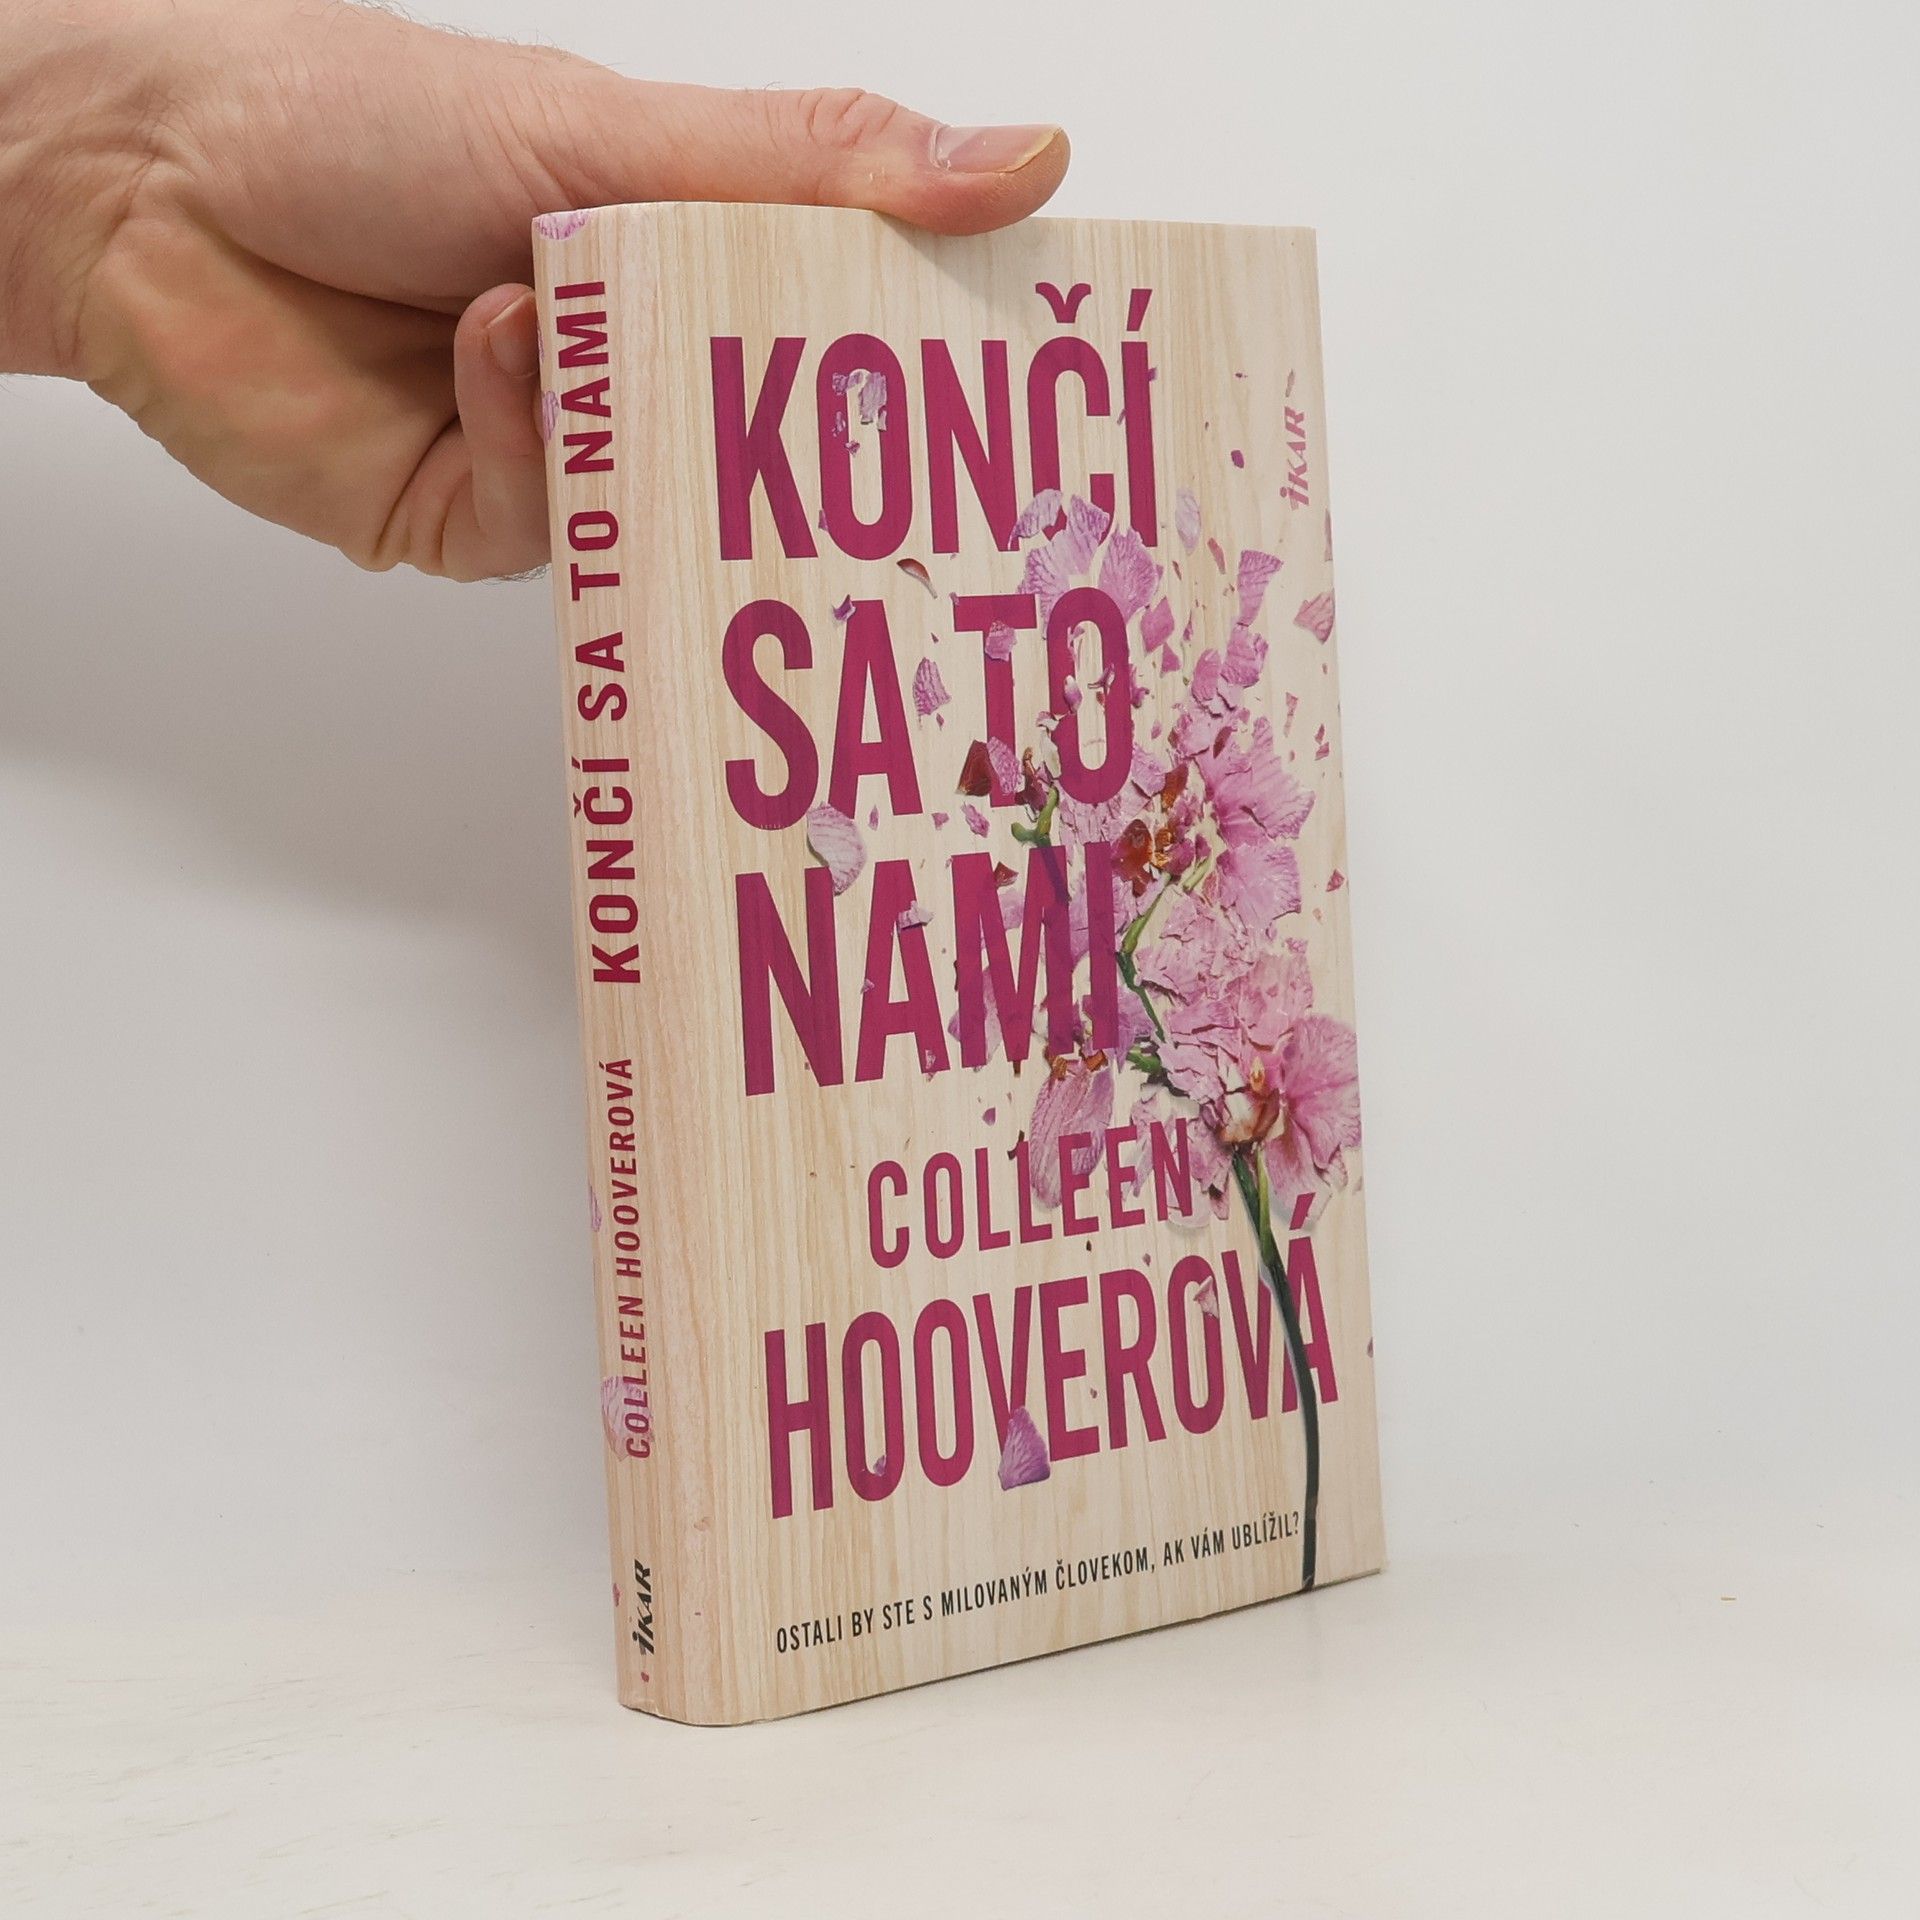 KONČÍ SA TO NAMI
COLLEEN HOOVEROVÁ
iKAR
KONČÍ
SA TO
NAMI
iKAR
COLLEEN
HOOVEROVÁ
OSTALI BY STE S MILOVANÝM ČLOVEKOM, AK VÁM UBLÍŽIL?